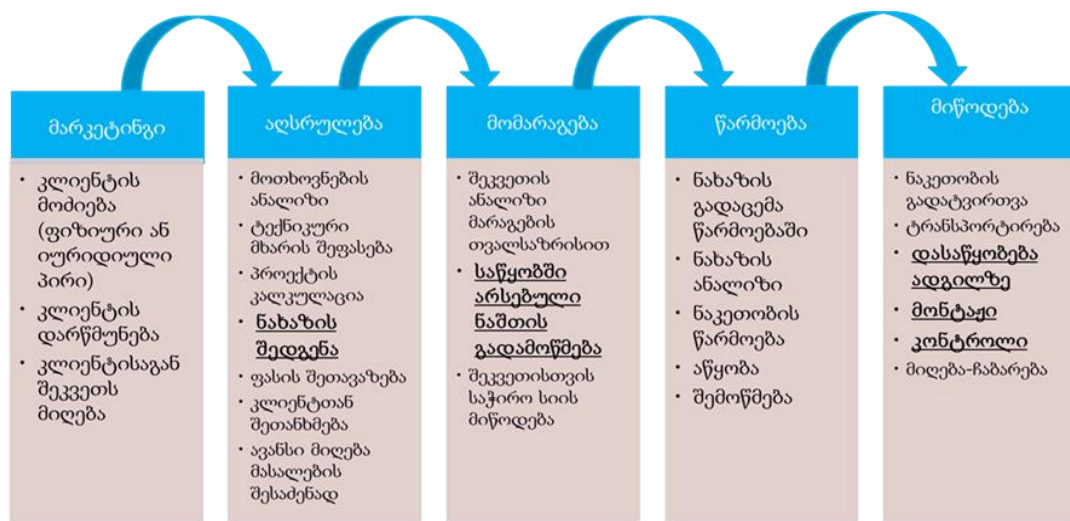 მარკეტინგი
• კლიენტის
მოძიება
(ფიზიური ან
იურიდიული
პირი)
• კლიენტის
დარწმუნება
• კლიენტისაგან
შეკვეთს
მიღება
აღსრულება
• მოთხოვნების
ანალიზი
• ტექნიკური
მხარის შეფასება
• პროექტის
კალკულაცია
• ნახაზის
შედგენა
• ფასის შეთავაზება
• კლიენტთან
შეთანხმება
• ავანსი მიღება
მასალების
შესაძენად
მომარაგება
• შეკვეთის
ანალიზი
მარაგების
თვალსაზრისით
• საწყობში
არსებული
ნაშთის
გადამოწმება
• შეკვეთისთვის
საჭირო სიის
მიწოდება
წარმოება
• ნახაზის
გადაცემა
წარმოებაში
• ნახაზის
ანალიზი
• ნაკეთობის
წარმოება
• აწყობა
• შემოწმება
მიწოდება
• ნაკეთობის
გადატვირთვა
• ტრანსპორტირება
• დასაწყობება
ადგილზე
• მონტაჟი
• კონტროლი
• მიღება-ჩაბარება